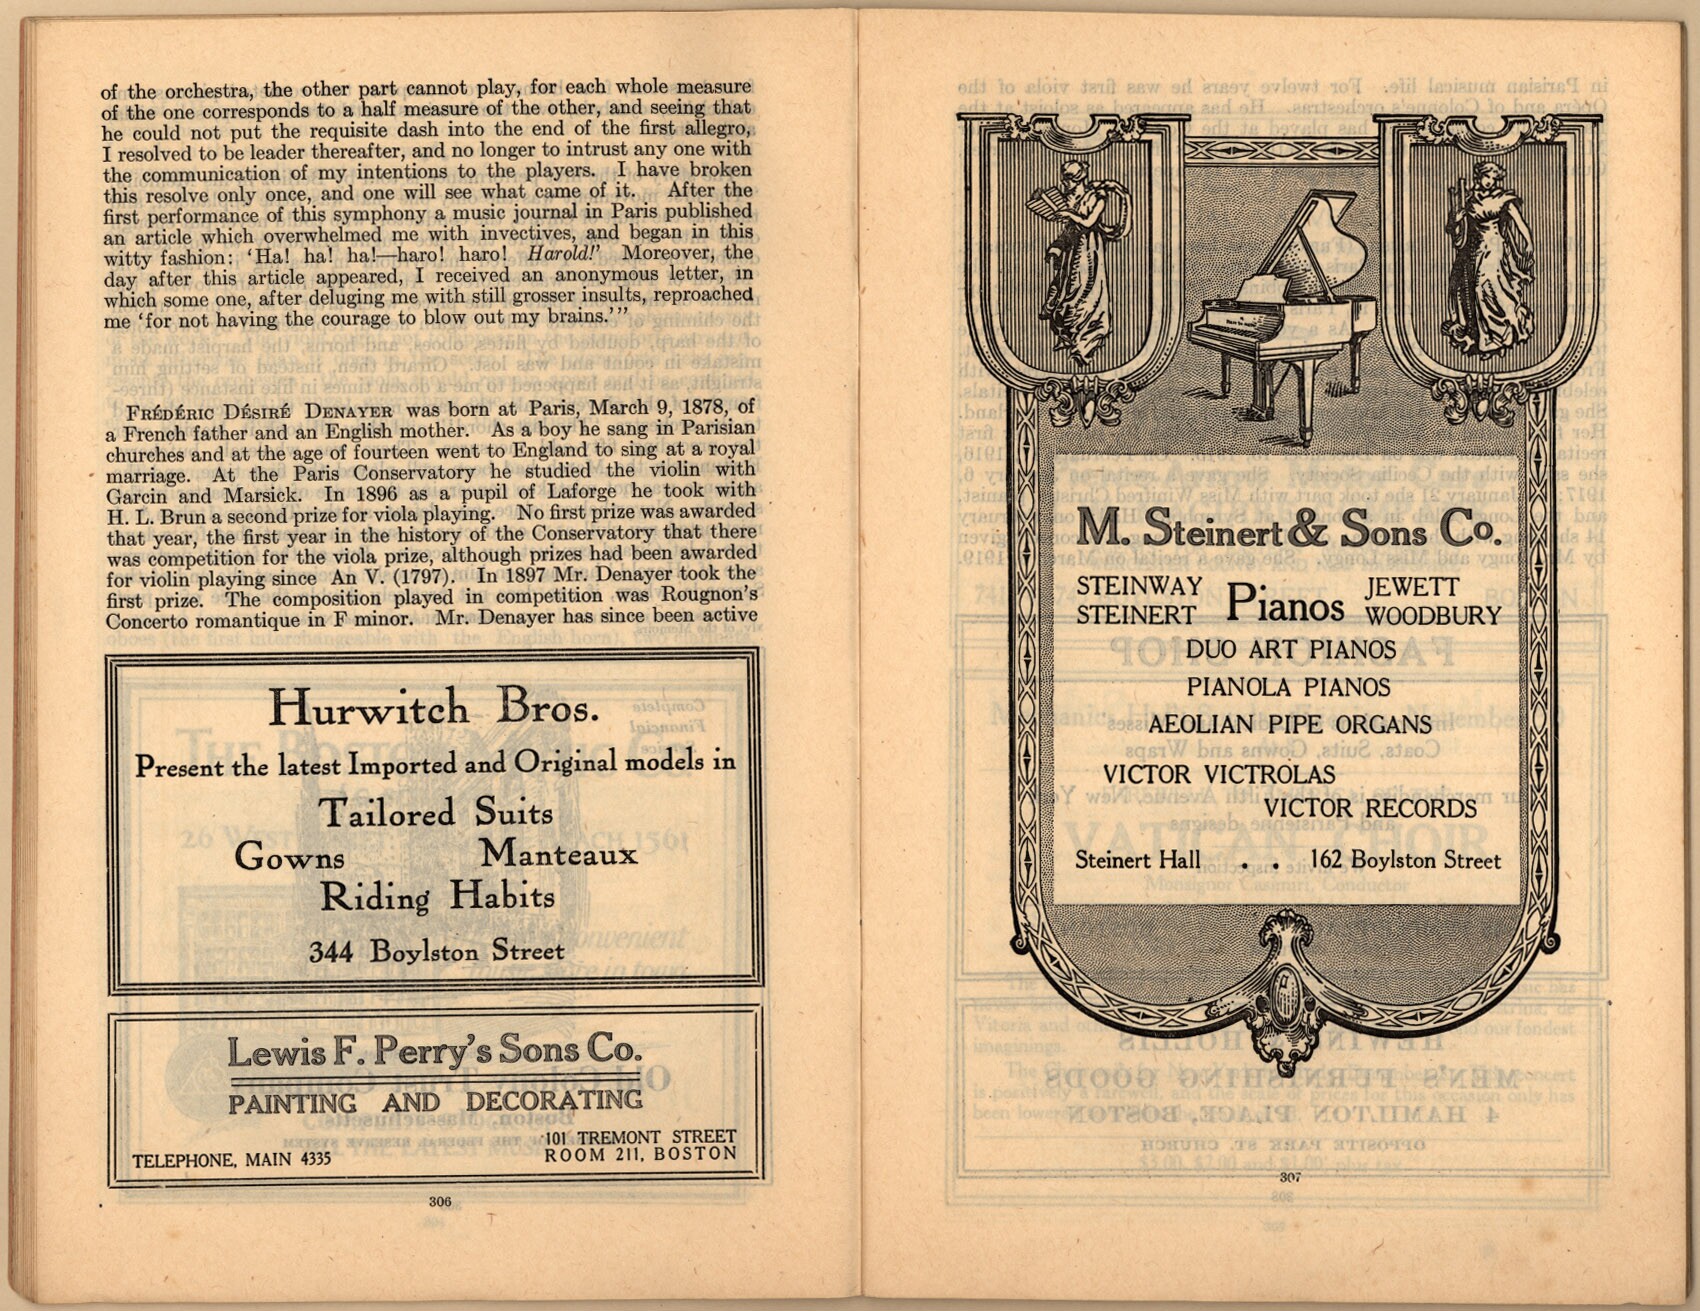 of the orchestra, the other part cannot play, for each whole measure
of the one corresponds to a half measure of the other, and seeing that
he could not put the requisite dash into the end of the first allegro,
I resolved to be leader thereafter, and no longer to intrust any one with
the communication of my intentions to the players. I have broken
this resolve only once, and one will see what came of it. After the
first performance of this symphony a music journal in Paris published
an article which overwhelmed me with invectives, and began in this
witty fashion: ‘Ha! ha! ha!—haro! haro! Harold!’ Moreover, the
day after this article appeared, I received an anonymous letter, in
which some one, after deluging me with still grosser insults, reproached
me ‘for not having the courage to blow out my brains.’”
FRÉDÉRIC DÉSIRÉ DENAYER was born at Paris, March 9, 1878, of
a French father and an English mother. As a boy he sang in Parisian
churches and at the age of fourteen went to England to sing at a royal
marriage. At the Paris Conservatory he studied the violin with
Garcin and Marsick. In 1896 as a pupil of Laforge he took with
H. L. Brun a second prize for viola playing. No first prize was awarded
that year, the first year in the history of the Conservatory that there
was competition for the viola prize, although prizes had been awarded
for violin playing since An V. (1797). In 1897 Mr. Denayer took the
first prize. The composition played in competition was Rougnon's
Concerto romantique in F minor. Mr. Denayer has since been active
Hurwitch Bros.
Present the latest Imported and Original models in
Tailored Suits
Gowns Manteaux
Riding Habits
344 Boylston Street
Lewis F. Perry's Sons Co.
PAINTING AND DECORATING
101 TREMONT STREET
TELEPHONE, MAIN 4335 ROOM 211, BOSTON
306
M. Steinert & Sons Co.
STEINWAY JEWETT
Pianos
STEINERT WOODBURY
DUO ART PIANOS
PIANOLA PIANOS
AEOLIAN PIPE ORGANS
VICTOR VICTROLAS
VICTOR RECORDS
Steinert Hall . . 162 Boylston Street
307